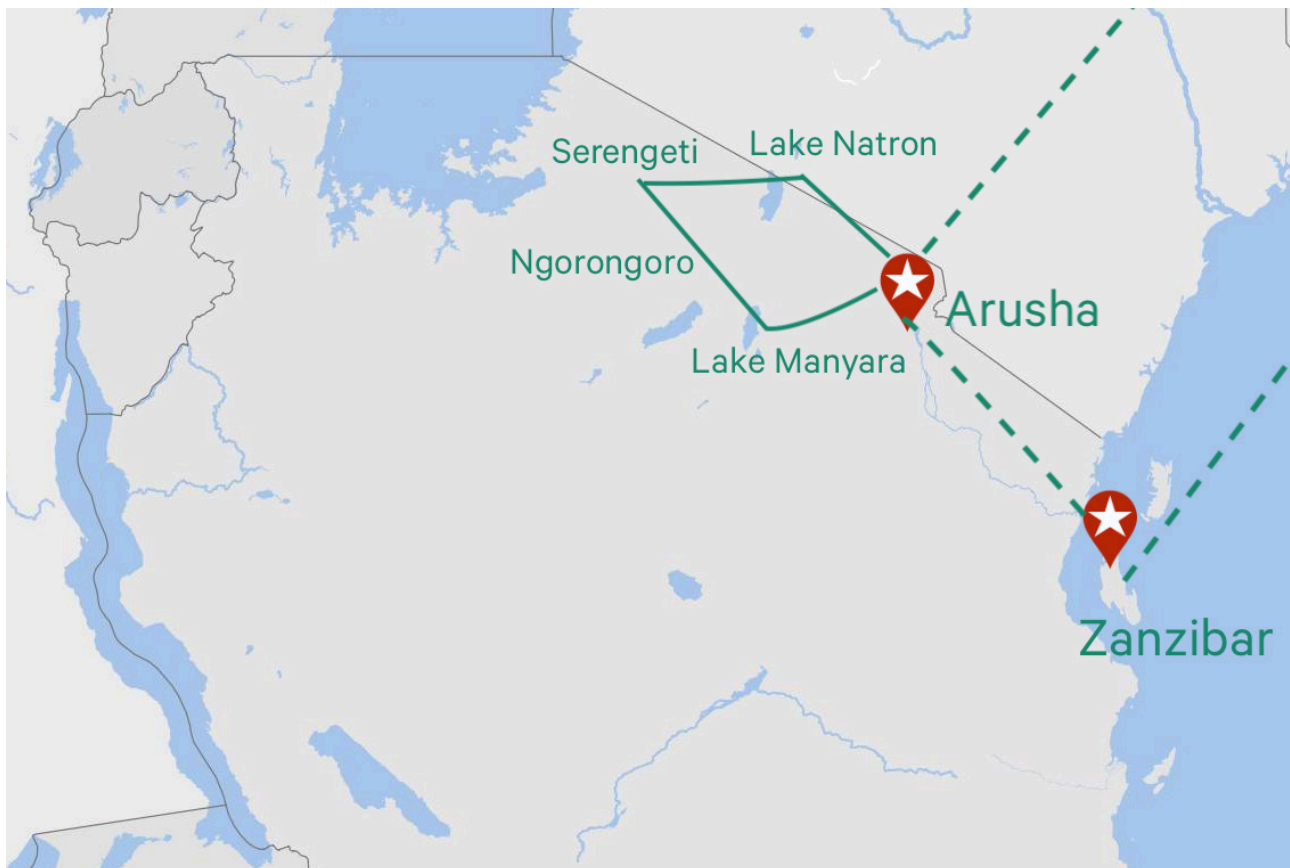 Serengeti
Lake Natron
Ngorongoro
Arusha
Lake Manyara
Zanzibar